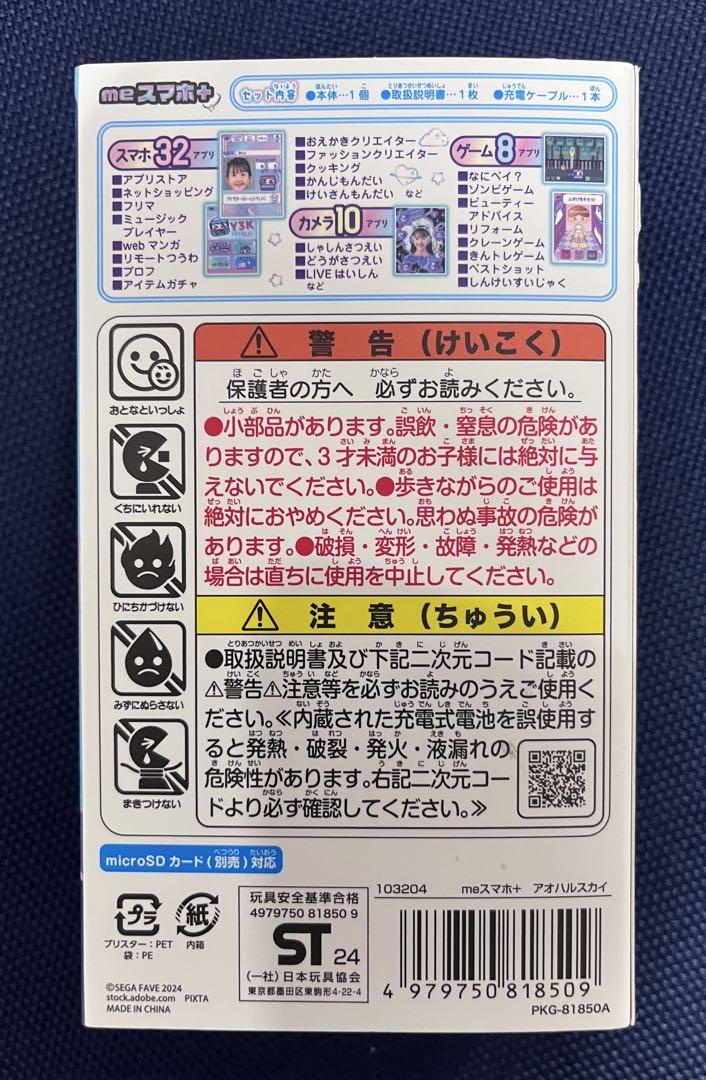 meスマホ+ セット内容 ●本体…1個 ●取扱説明書…1枚 ●充電ケーブル…1本
スマホ32アプリ
■アプリストア
■ネットショッピング
■フリマ
■ミュージック
プレイヤー
■webマンガ
■リモートつうわ
■プロフ
■アイテムガチャ
■おえかきクリエイター
■ファッションクリエイター
■クッキング
■かんじもんだい
■けいさんもんだい など
カメラ10アプリ
■しゃしんさつえい
■どうがさつえい
■LIVEはいしん
など
Y3K
ゲーム8アプリ
■なにペイ?
■ゾンビゲーム
■ビューティー
アドバイス
■リフォーム
■クレーンゲーム
■きんトレゲーム
■ベストショット
■しんけいすいじゃく
おとなといっしょ
くちにいれない
ひにちかづけない
みずにぬらさない
まきつけない
⚠警告(けいこく)
保護者の方へ 必ずお読みください。
●小部品があります。誤飲・窒息の危険があ
りますので、3才未満のお子様には絶対に与
えないでください。●歩きながらのご使用は
絶対におやめください。思わぬ事故の危険が
あります。●破損・変形・故障・発熱などの
場合は直ちに使用を中止してください。
⚠注意(ちゅうい)
●取扱説明書及び下記二次元コード記載の
⚠警告⚠注意等を必ずお読みのうえご使用く
ださい。≪内蔵された充電式電池を誤使用す
ると発熱・破裂・発火・液漏れの
危険性があります。右記二次元コー
ドより必ず確認してください。≫
microSDカード(別売)対応
プラ
紙
ブリスター:PET
袋:PE
内箱
©SEGA FAVE 2024
stock.adobe.com PIXTA
MADE IN CHINA
玩具安全基準合格
4979750 81850 9
ST 24
(一社)日本玩具協会
東京都墨田区東駒形4-22-4
103204 meスマホ+ アオハルスカイ
4 979750 818509
PKG-81850A